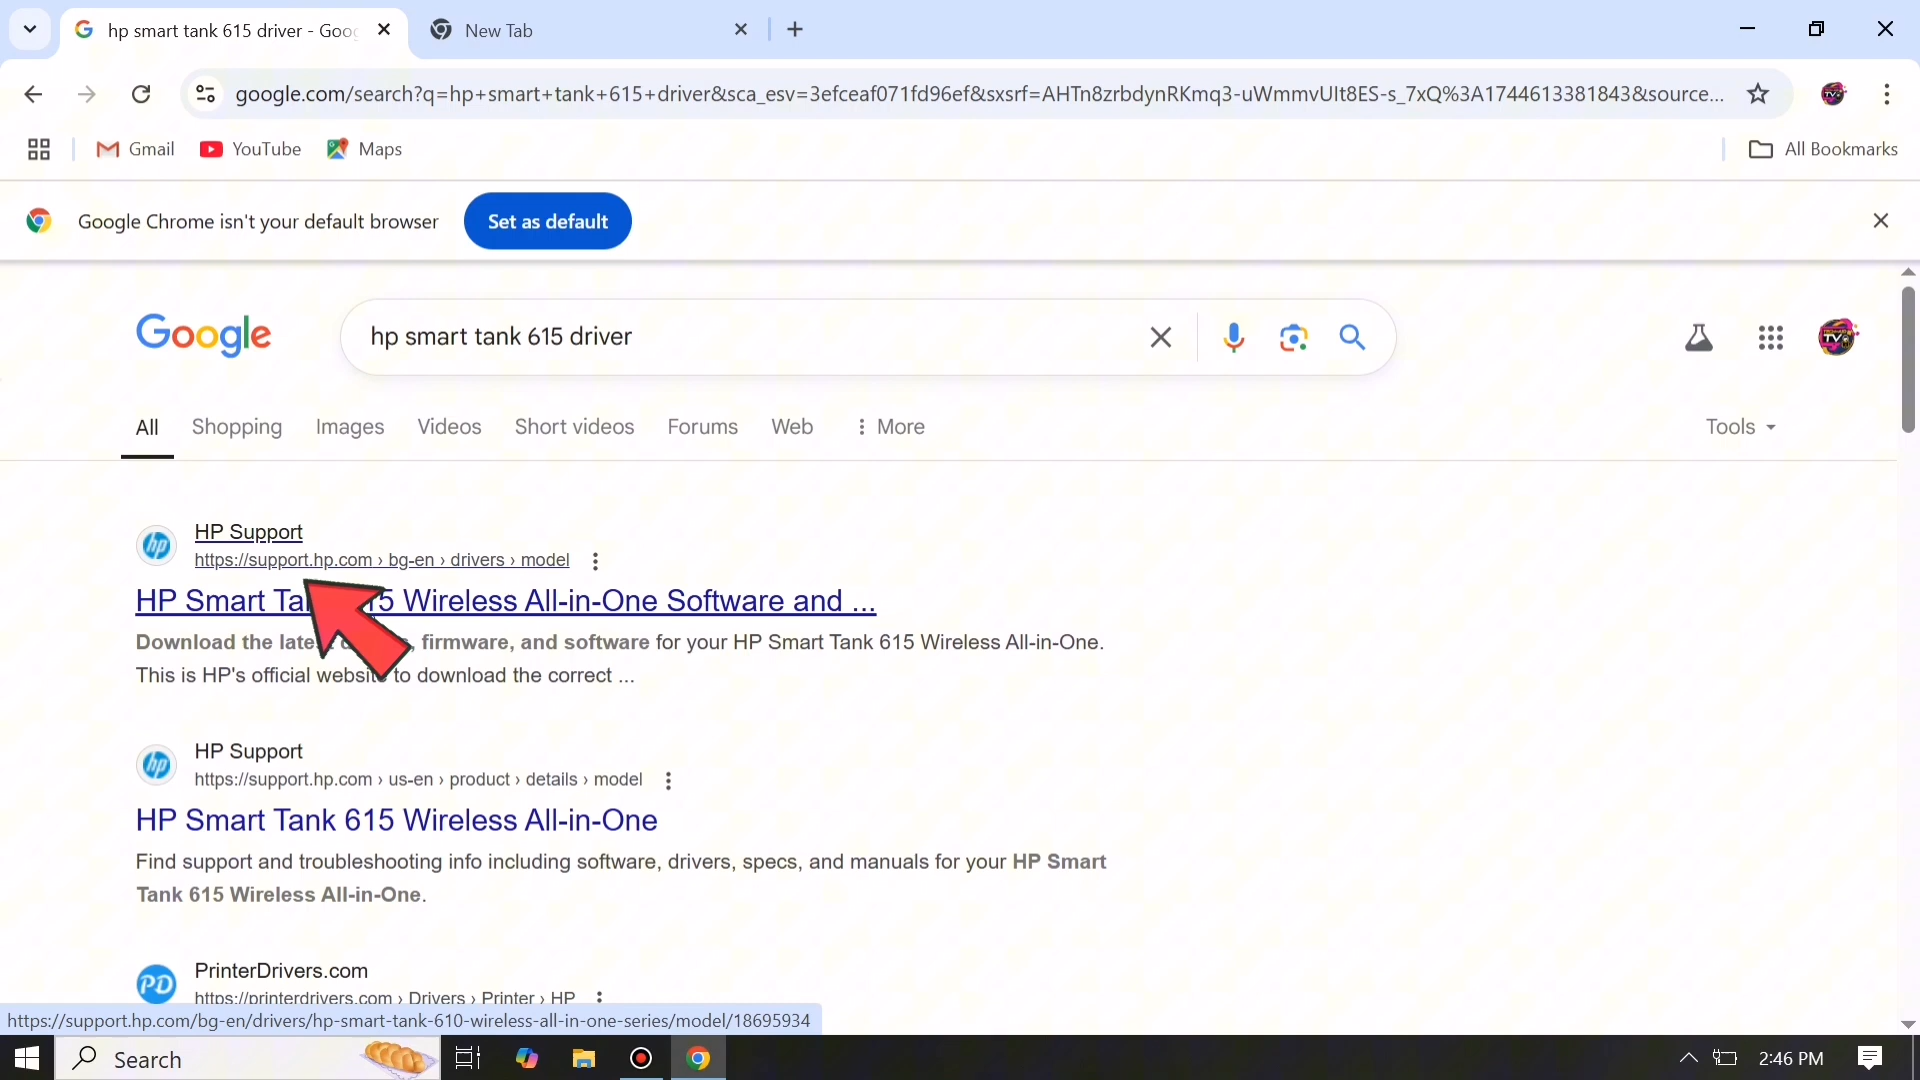 hp smart tank 615 driver - Goo
New Tab
google.com/search?q=hp+smart+tank+615+driver&sca_esv=3efceaf071fd96ef&sxsrf=AHTn8zrbdynRKmq3-uWmmvUIt8ES-s_7xQ%3A1744613381843&source...
Gmail
YouTube
Maps
All Bookmarks
Google Chrome isn't your default browser
Set as default
Google
hp smart tank 615 driver
All
Shopping
Images
Videos
Short videos
Forums
Web
More
Tools
hp
HP Support
https://support.hp.com › bg-en › drivers › model
HP Smart Ta 5 Wireless All-in-One Software and ...
Download the late firmware, and software for your HP Smart Tank 615 Wireless All-in-One.
This is HP's official website to download the correct ...
hp
HP Support
https://support.hp.com › us-en › product › details › model
HP Smart Tank 615 Wireless All-in-One
Find support and troubleshooting info including software, drivers, specs, and manuals for your HP Smart
Tank 615 Wireless All-in-One.
PD
PrinterDrivers.com
https://printerdrivers.com › Drivers › Printer › HP
https://support.hp.com/bg-en/drivers/hp-smart-tank-610-wireless-all-in-one-series/model/18695934
Search
2:46 PM